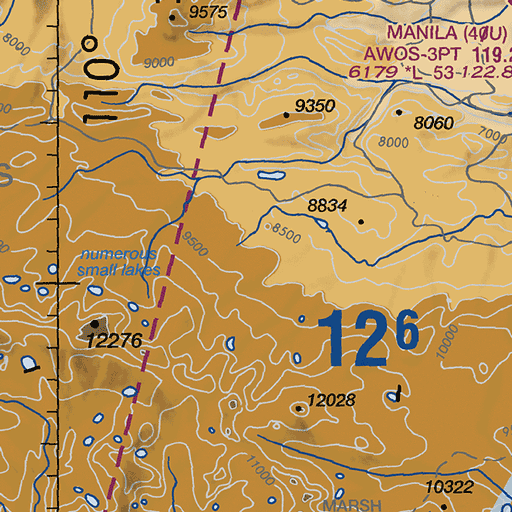 9575
MANILA (40U)
AWOS-3PT 119.2
6179 *L 53-122.8
8000
9000
110°
9350
8060
8000
7000
8834
8500
9500
numerous
small lakes
12276
12⁶
10000
12028
11000
10322
MARSH